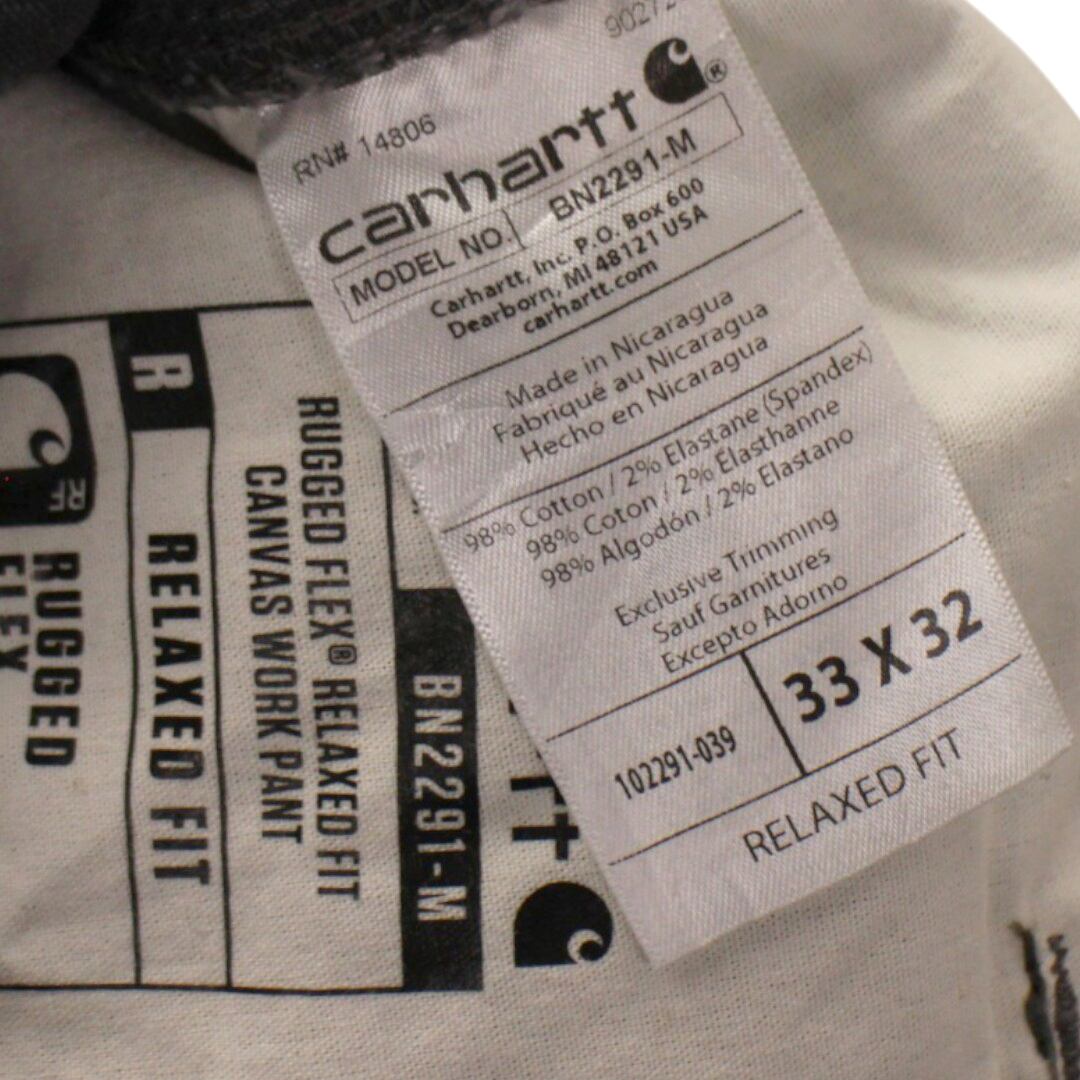 90272
RN# 14806
carhartt ®
MODEL NO. BN2291-M
Carhartt, Inc. P.O. Box 600
Dearborn, MI 48121 USA
carhartt.com
Made in Nicaragua
Fabriqué au Nicaragua
Hecho en Nicaragua
98% Cotton / 2% Elastane (Spandex)
98% Coton / 2% Élasthanne
98% Algodón / 2% Elastano
Exclusive Trimming
Sauf Garnitures
Excepto Adorno
102291-039
33 X 32
RELAXED FIT
rtt
BN2291-M
RUGGED FLEX® RELAXED FIT
CANVAS WORK PANT
R
RELAXED FIT
RF
RUGGED
FLEX